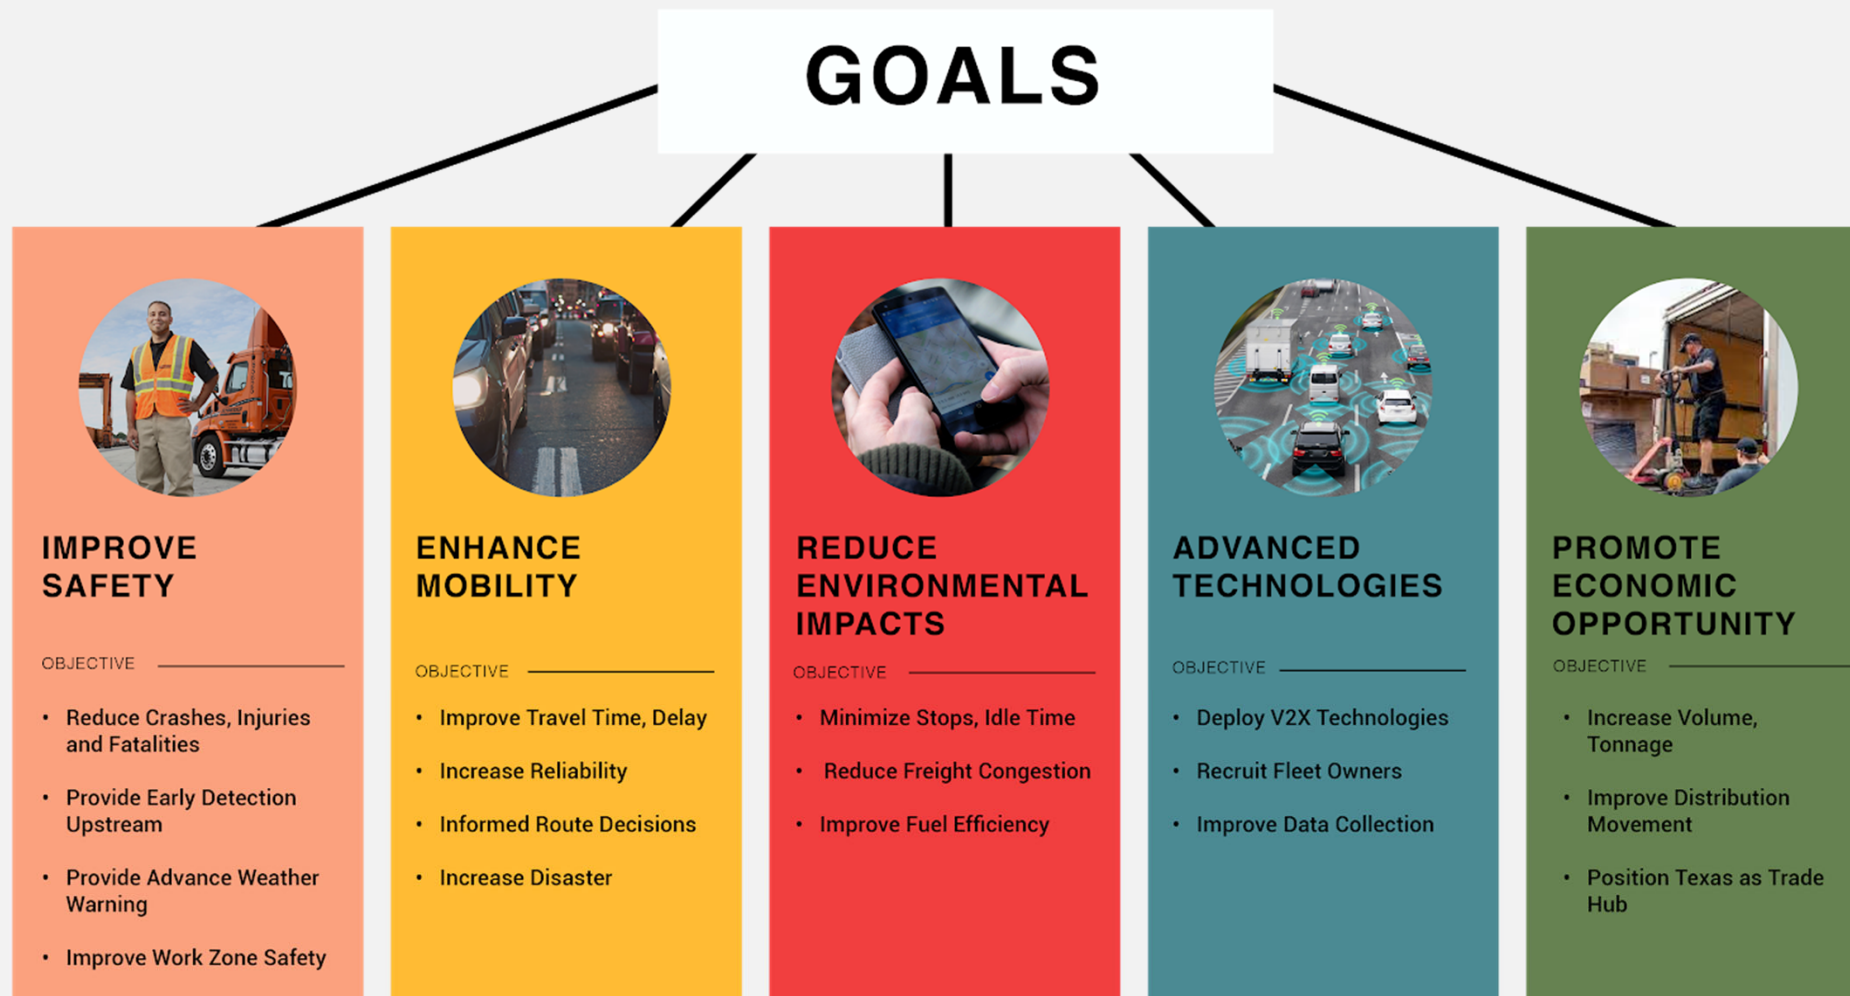 GOALS
IMPROVE
SAFETY
OBJECTIVE
• Reduce Crashes, Injuries
and Fatalities
• Provide Early Detection
Upstream
• Provide Advance Weather
Warning
• Improve Work Zone Safety
ENHANCE
MOBILITY
OBJECTIVE
• Improve Travel Time, Delay
• Increase Reliability
• Informed Route Decisions
• Increase Disaster
REDUCE
ENVIRONMENTAL
IMPACTS
OBJECTIVE
• Minimize Stops, Idle Time
• Reduce Freight Congestion
• Improve Fuel Efficiency
ADVANCED
TECHNOLOGIES
OBJECTIVE
• Deploy V2X Technologies
• Recruit Fleet Owners
• Improve Data Collection
PROMOTE
ECONOMIC
OPPORTUNITY
OBJECTIVE
• Increase Volume,
Tonnage
• Improve Distribution
Movement
• Position Texas as Trade
Hub